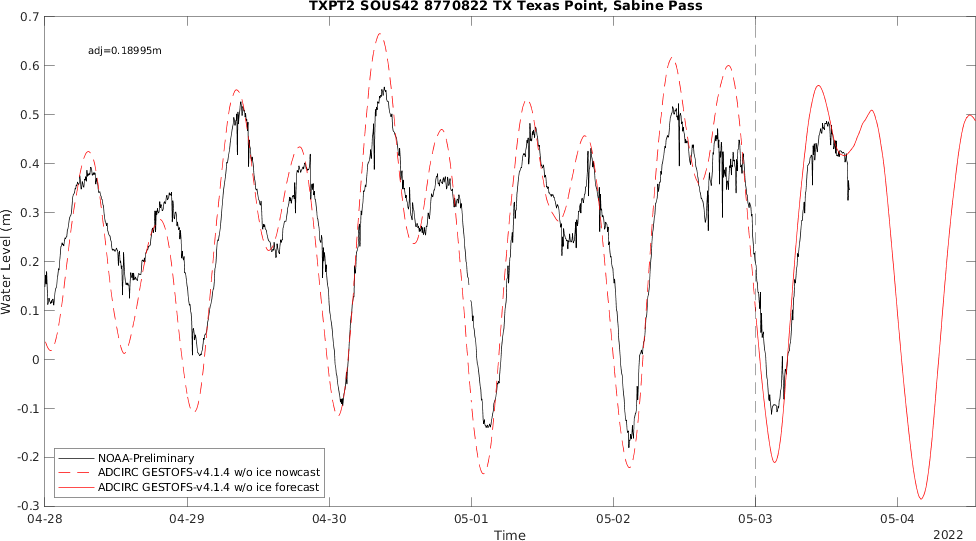 TXPT2 SOUS42 8770822 TX Texas Point, Sabine Pass
0.7
adj=0.18995m
0.6
0.5
0.4
0.3
0.2
0.1
0
-0.1
-0.2
-0.3
Water Level (m)
NOAA-Preliminary
ADCIRC GESTOFS-v4.1.4 w/o ice nowcast
ADCIRC GESTOFS-v4.1.4 w/o ice forecast
04-28 04-29 04-30 05-01 05-02 05-03 05-04
Time
2022